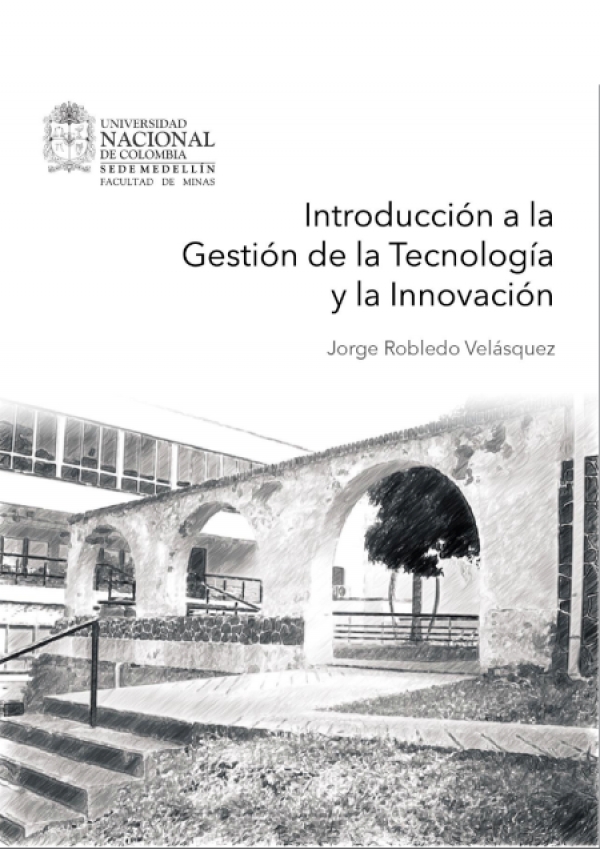 UNIVERSIDAD
NACIONAL
DE COLOMBIA
SEDE MEDELLÍN
FACULTAD DE MINAS
Introducción a la
Gestión de la Tecnología
y la Innovación
Jorge Robledo Velásquez